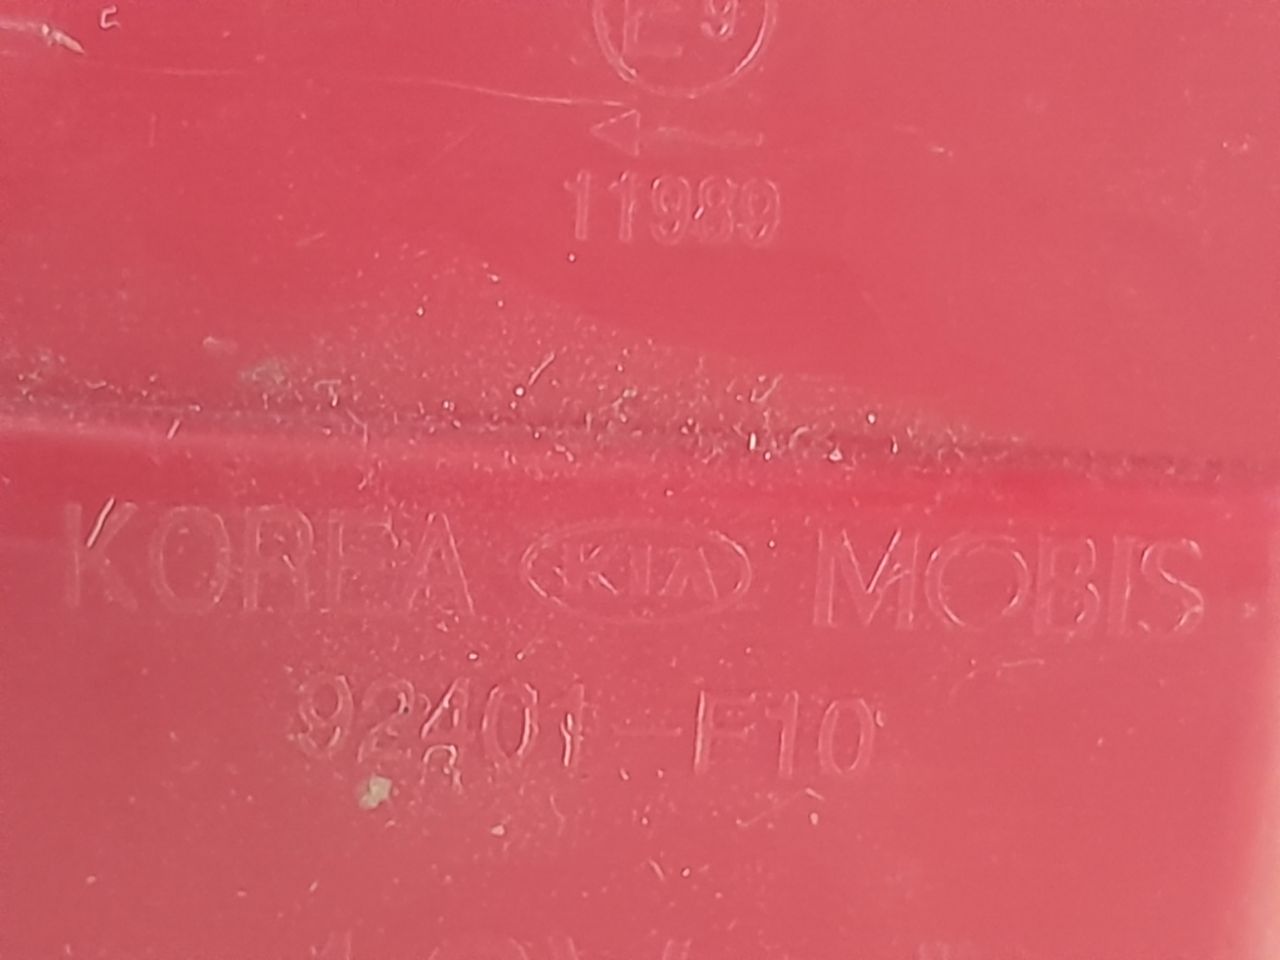 E9
11989
KOREA KIA MOBIS
92401-F10